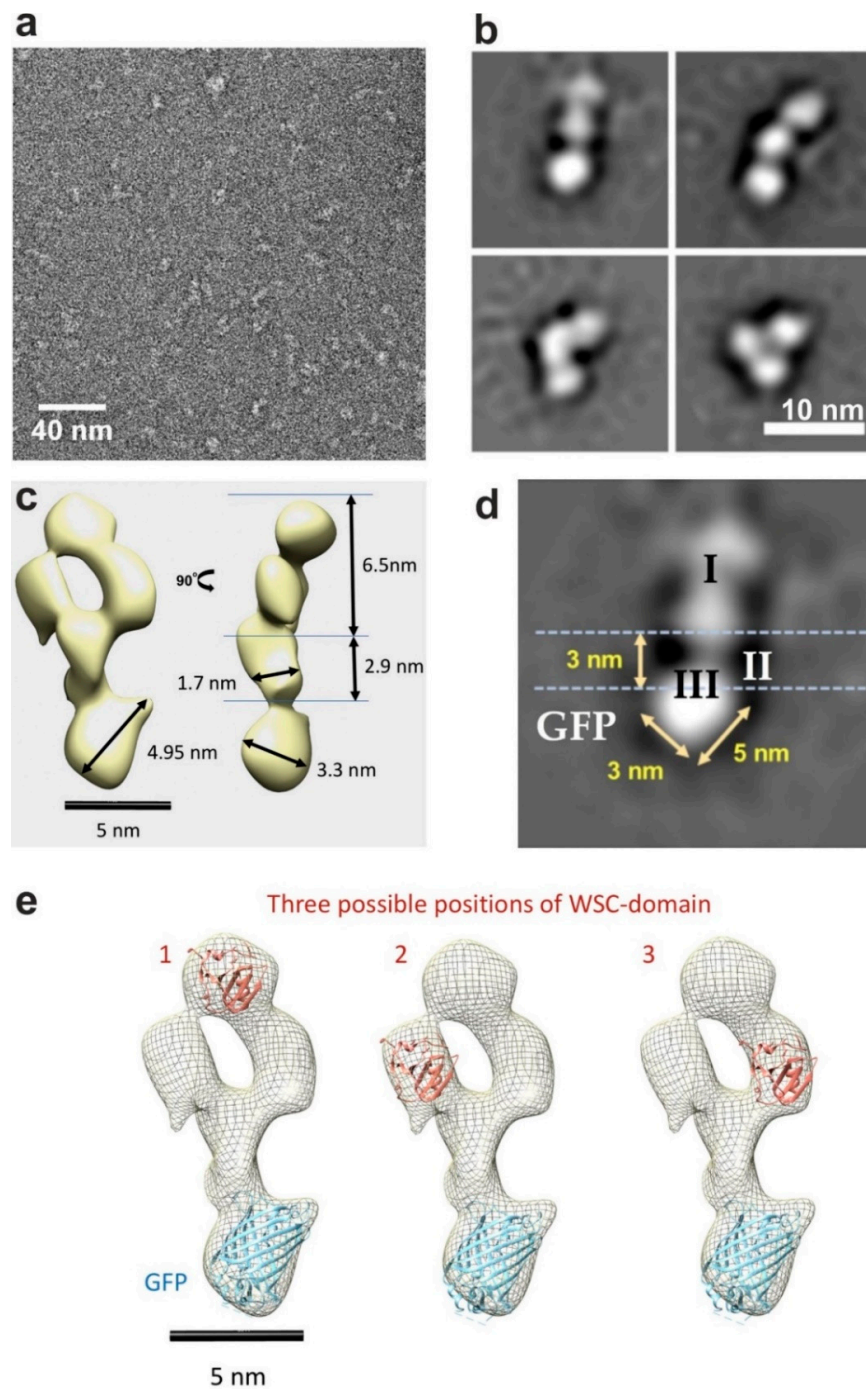 a
40 nm
b
10 nm
c
90°
6.5nm
2.9 nm
1.7 nm
4.95 nm
3.3 nm
5 nm
d
I
3 nm
III
II
GFP
3 nm
5 nm
e
Three possible positions of WSC-domain
1
2
3
GFP
5 nm